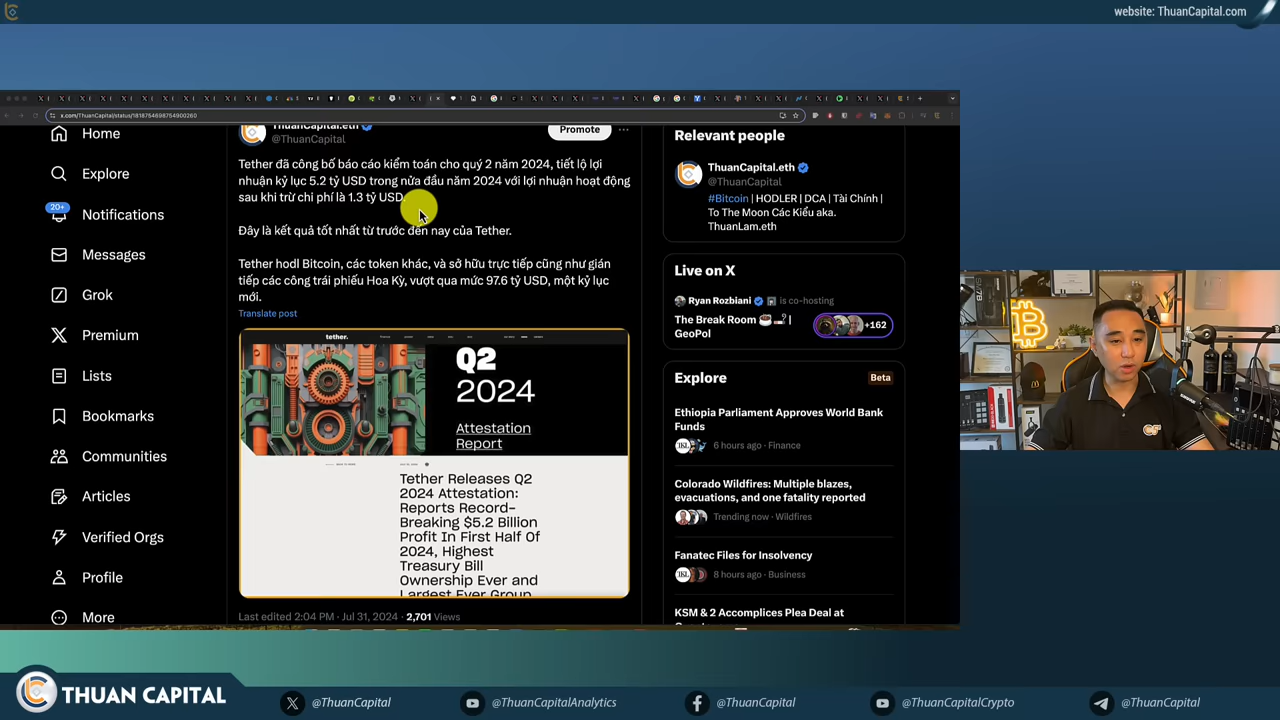 website: ThuanCapital.com
x.com/ThuanCapital/status/1818754698754900260
Home
Explore
20+
Notifications
Messages
Grok
Premium
Lists
Bookmarks
Communities
Articles
Verified Orgs
Profile
More
ThuanCapital.eth
@ThuanCapital
Promote
Tether đã công bố báo cáo kiểm toán cho quý 2 năm 2024, tiết lộ lợi
nhuận kỷ lục 5.2 tỷ USD trong nửa đầu năm 2024 với lợi nhuận hoạt động
sau khi trừ chi phí là 1.3 tỷ USD.
Đây là kết quả tốt nhất từ trước đến nay của Tether.
Tether hodl Bitcoin, các token khác, và sở hữu trực tiếp cũng như gián
tiếp các công trái phiếu Hoa Kỳ, vượt qua mức 97.6 tỷ USD, một kỷ lục
mới.
Translate post
tether.
Q2
2024
Attestation
Report
Tether Releases Q2
2024 Attestation:
Reports Record-
Breaking $5.2 Billion
Profit In First Half Of
2024, Highest
Treasury Bill
Ownership Ever and
Largest Ever Group
Last edited 2:04 PM · Jul 31, 2024 · 2,701 Views
Relevant people
ThuanCapital.eth
@ThuanCapital
#Bitcoin | HODLER | DCA | Tài Chính |
To The Moon Các Kiểu aka.
ThuanLam.eth
Live on X
Ryan Rozbiani is co-hosting
The Break Room |
GeoPol
+162
Explore
Beta
Ethiopia Parliament Approves World Bank
Funds
6 hours ago · Finance
Colorado Wildfires: Multiple blazes,
evacuations, and one fatality reported
Trending now · Wildfires
Fanatec Files for Insolvency
8 hours ago · Business
KSM & 2 Accomplices Plea Deal at
THUAN CAPITAL
@ThuanCapital
@ThuanCapitalAnalytics
@ThuanCapital
@ThuanCapitalCrypto
@ThuanCapital